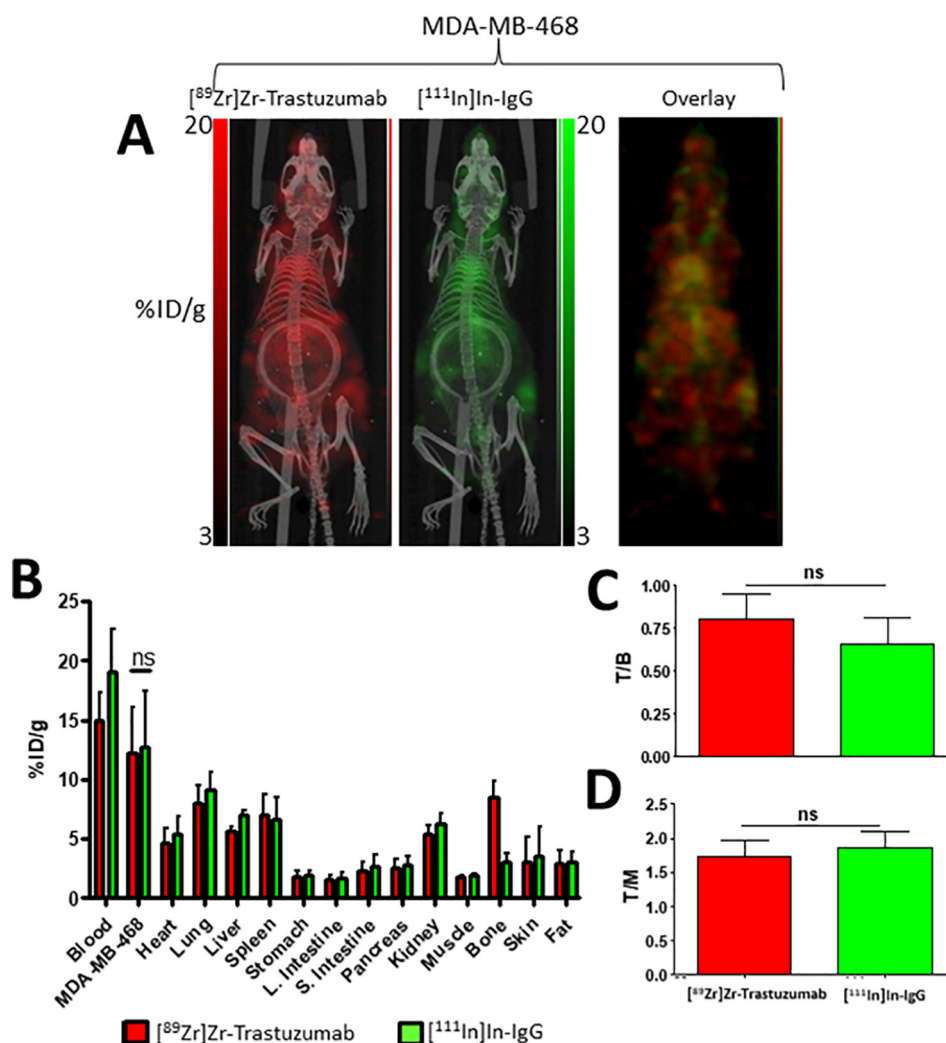 MDA-MB-468
[⁸⁹Zr]Zr-Trastuzumab [¹¹¹In]In-IgG Overlay
A
20 20
%ID/g
3 3
B
25
20
15
10
5
0
%ID/g
ns
Blood
MDA-MB-468
Heart
Lung
Liver
Spleen
Stomach
L. Intestine
S. Intestine
Pancreas
Kidney
Muscle
Bone
Skin
Fat
[⁸⁹Zr]Zr-Trastuzumab [¹¹¹In]In-IgG
C
ns
1.00
0.75
0.50
0.25
0.00
T/B
D
ns
2.5
2.0
1.5
1.0
0.5
0.0
T/M
[⁸⁹Zr]Zr-Trastuzumab [¹¹¹In]In-IgG